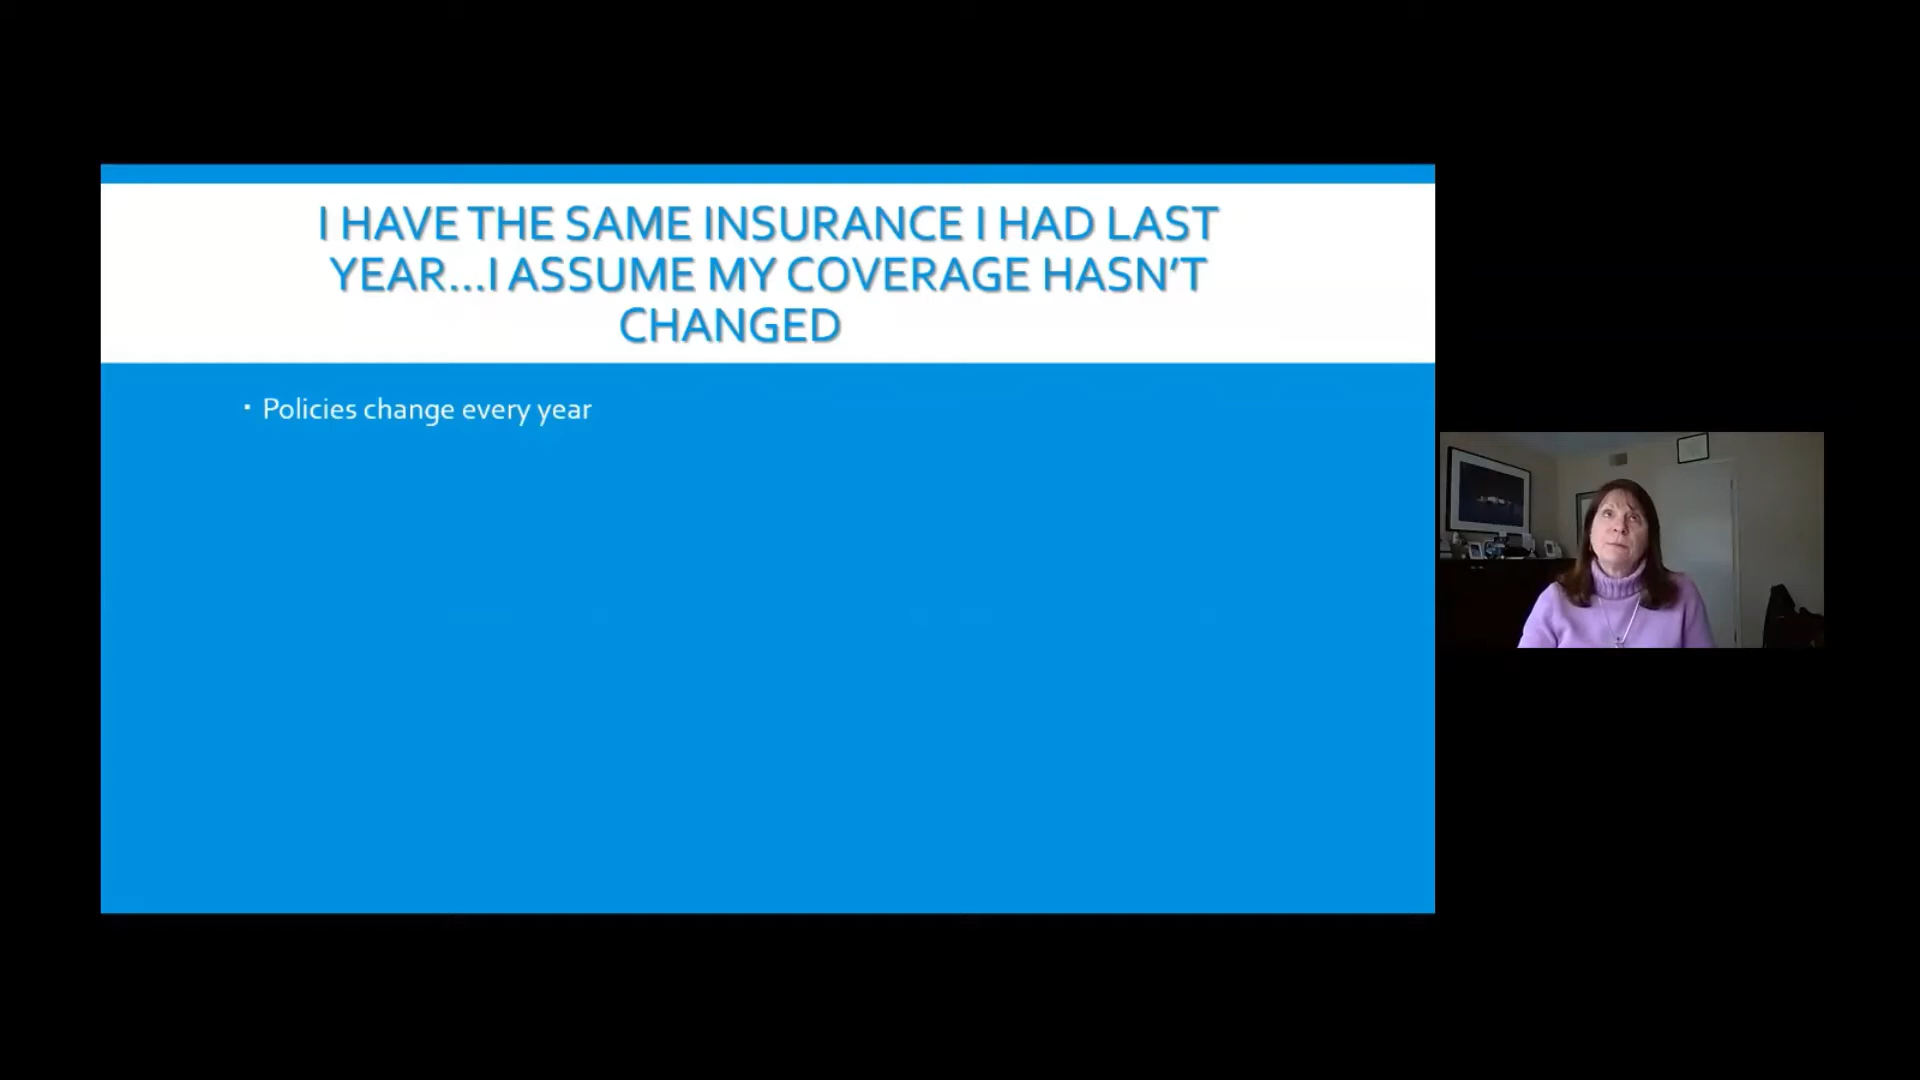 I HAVE THE SAME INSURANCE I HAD LAST
YEAR...I ASSUME MY COVERAGE HASN'T
CHANGED
▪ Policies change every year